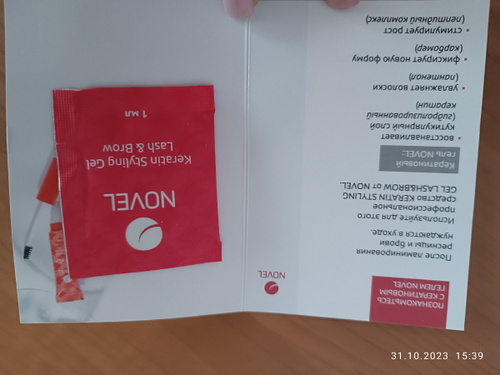 NOVEL
Keratin Styling Gel
Lash & Brow
1 МЛ
NOVEL
ПОЗНАКОМЬТЕСЬ
С КЕРАТИНОВЫМ
ГЕЛЕМ NOVEL
После ламинирования
ресницы и брови
нуждаются в уходе.
Используйте для этого
профессиональное
средство KERATIN STYLING
GEL LASH&BROW от NOVEL.
Кератиновый
гель NOVEL:
• восстанавливает
кутикулярный слой
(гидролизированный
кератин)
• увлажняет волоски
(пантенол)
• фиксирует новую форму
(карбомер)
• стимулирует рост
(пептидный комплекс)
31.10.2023 15:39